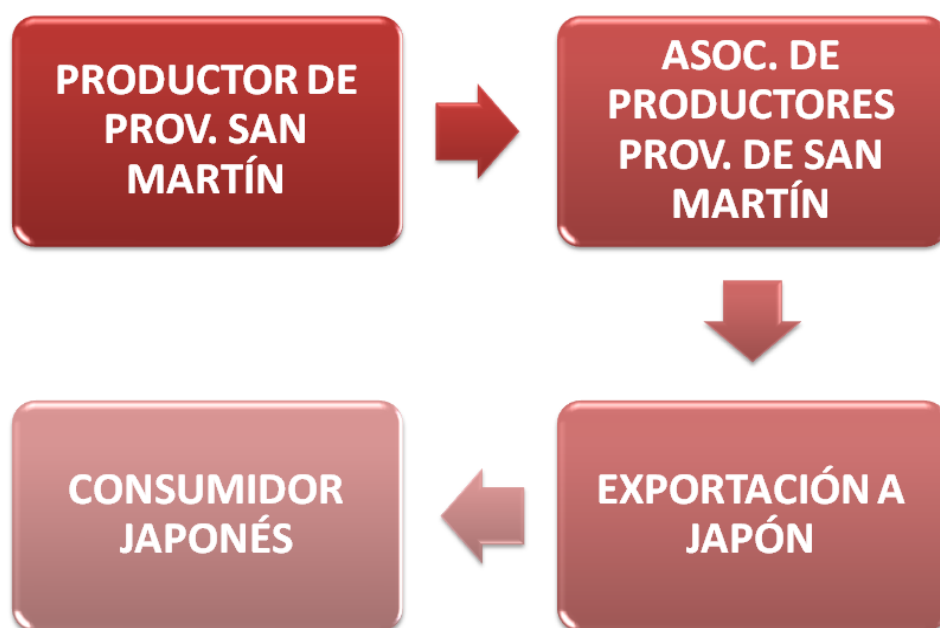 PRODUCTOR DE
PROV. SAN
MARTÍN
ASOC. DE
PRODUCTORES
PROV. DE SAN
MARTÍN
EXPORTACIÓN A
JAPÓN
CONSUMIDOR
JAPONÉS